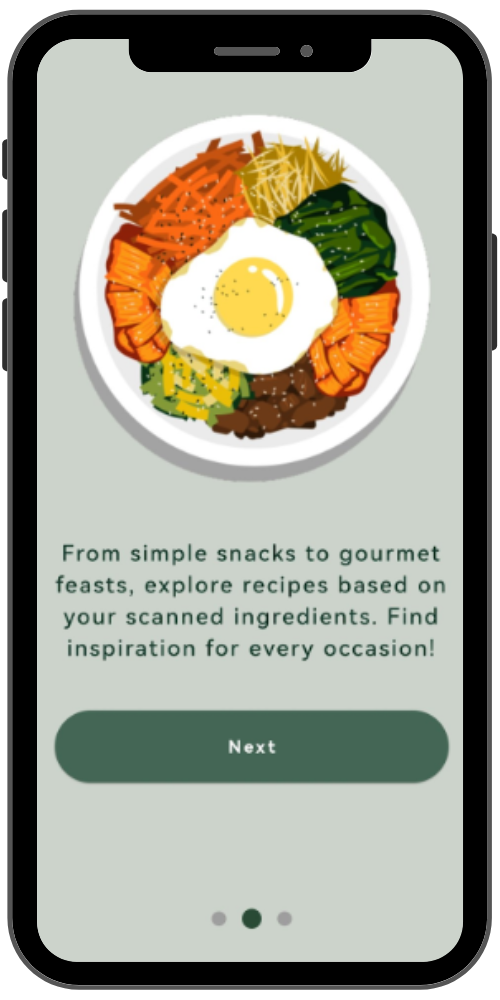 From simple snacks to gourmet
feasts, explore recipes based on
your scanned ingredients. Find
inspiration for every occasion!
Next